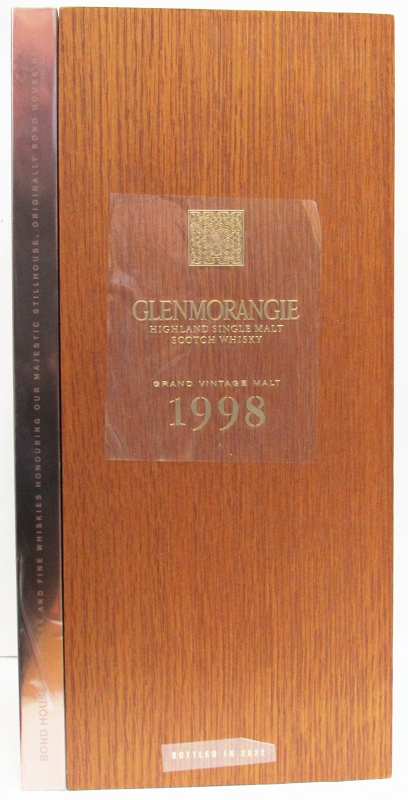 GLENMORANGIE
HIGHLAND SINGLE MALT
SCOTCH WHISKY
GRAND VINTAGE MALT
1998
BOTTLED IN 2022
BOND HOUSE AND FINE WHISKIES HONOURING OUR MAJESTIC STILLHOUSE, ORIGINALLY BOND HOUSE